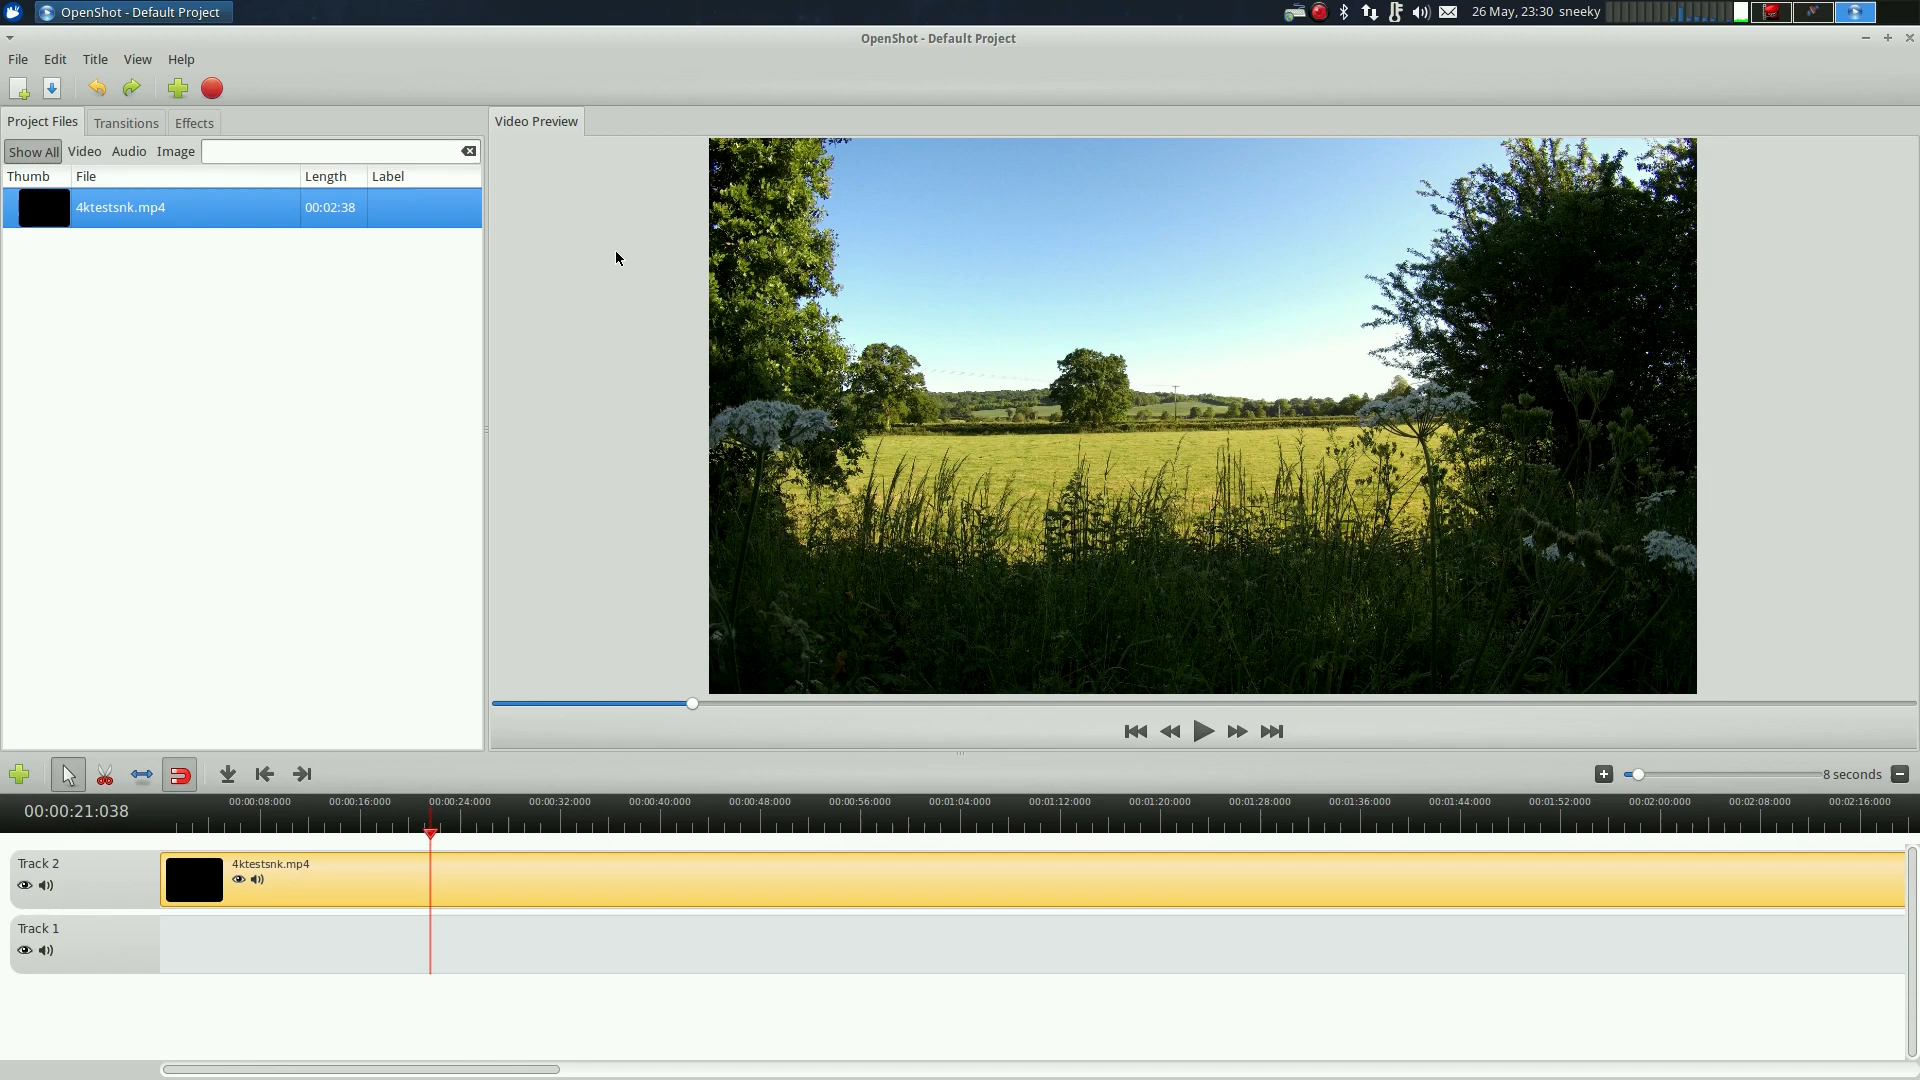 OpenShot - Default Project
26 May, 23:30 sneeky
OpenShot - Default Project
File Edit Title View Help
Project Files Transitions Effects
Video Preview
Show All Video Audio Image
Thumb File Length Label
4ktestsnk.mp4 00:02:38
8 seconds
00:00:21:038
00:00:08:000 00:00:16:000 00:00:24:000 00:00:32:000 00:00:40:000 00:00:48:000 00:00:56:000 00:01:04:000 00:01:12:000 00:01:20:000 00:01:28:000 00:01:36:000 00:01:44:000 00:01:52:000 00:02:00:000 00:02:08:000 00:02:16:000
Track 2
4ktestsnk.mp4
Track 1